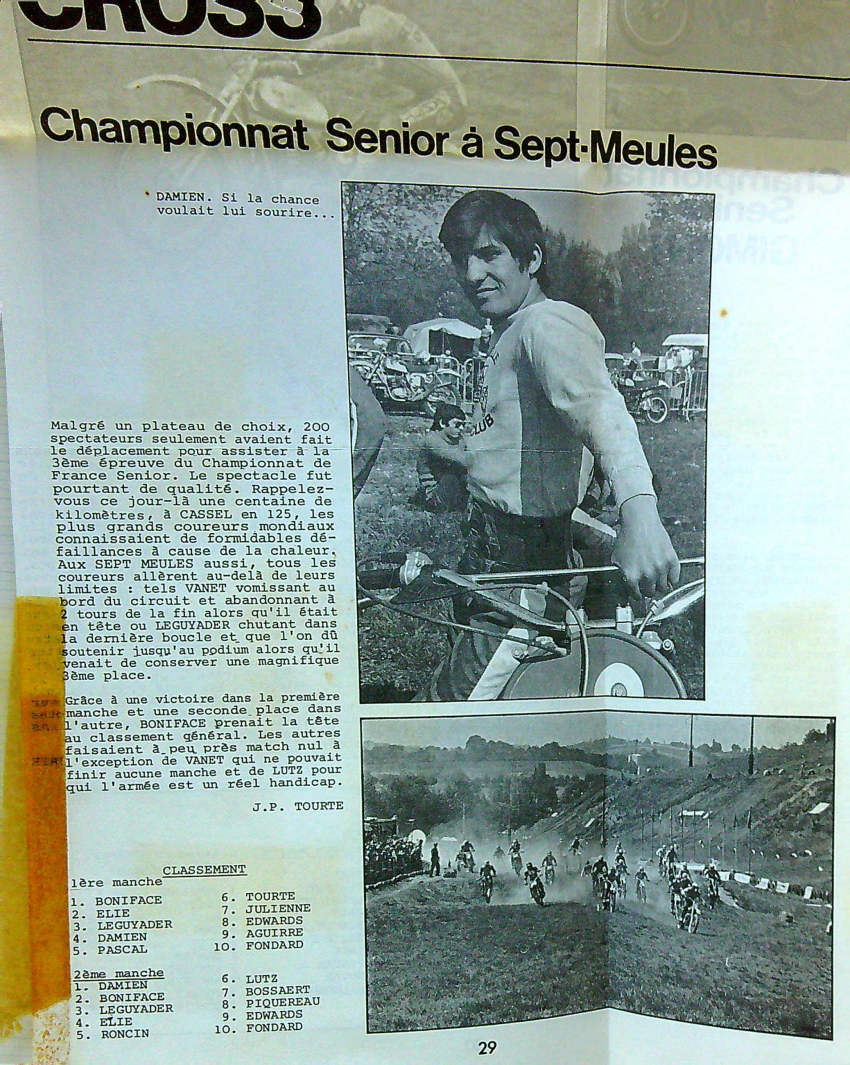 CROSS
Championnat Senior à Sept-Meules
DAMIEN. Si la chance
voulait lui sourire...
CLUB
Malgré un plateau de choix, 200
spectateurs seulement avaient fait
le déplacement pour assister à la
3ème épreuve du Championnat de
France Senior. Le spectacle fut
pourtant de qualité. Rappelez-
vous ce jour-là une centaine de
kilomètres, à CASSEL en 125, les
plus grands coureurs mondiaux
connaissaient de formidables dé-
faillances à cause de la chaleur.
Aux SEPT MEULES aussi, tous les
coureurs allèrent au-delà de leurs
limites : tels VANET vomissant au
bord du circuit et abandonnant à
2 tours de la fin alors qu'il était
en tête ou LEGUYADER chutant dans
la dernière boucle et que l'on dû
soutenir jusqu'au podium alors qu'il
venait de conserver une magnifique
3ème place.
Grâce à une victoire dans la première
manche et une seconde place dans
l'autre, BONIFACE prenait la tête
au classement général. Les autres
faisaient à peu près match nul à
l'exception de VANET qui ne pouvait
finir aucune manche et de LUTZ pour
qui l'armée est un réel handicap.
J.P. TOURTE
CLASSEMENT
1ère manche
1. BONIFACE
2. ELIE
3. LEGUYADER
4. DAMIEN
5. PASCAL
6. TOURTE
7. JULIENNE
8. EDWARDS
9. AGUIRRE
10. FONDARD
2ème manche
1. DAMIEN
2. BONIFACE
3. LEGUYADER
4. ELIE
5. RONCIN
6. LUTZ
7. BOSSAERT
8. PIQUEREAU
9. EDWARDS
10. FONDARD
29